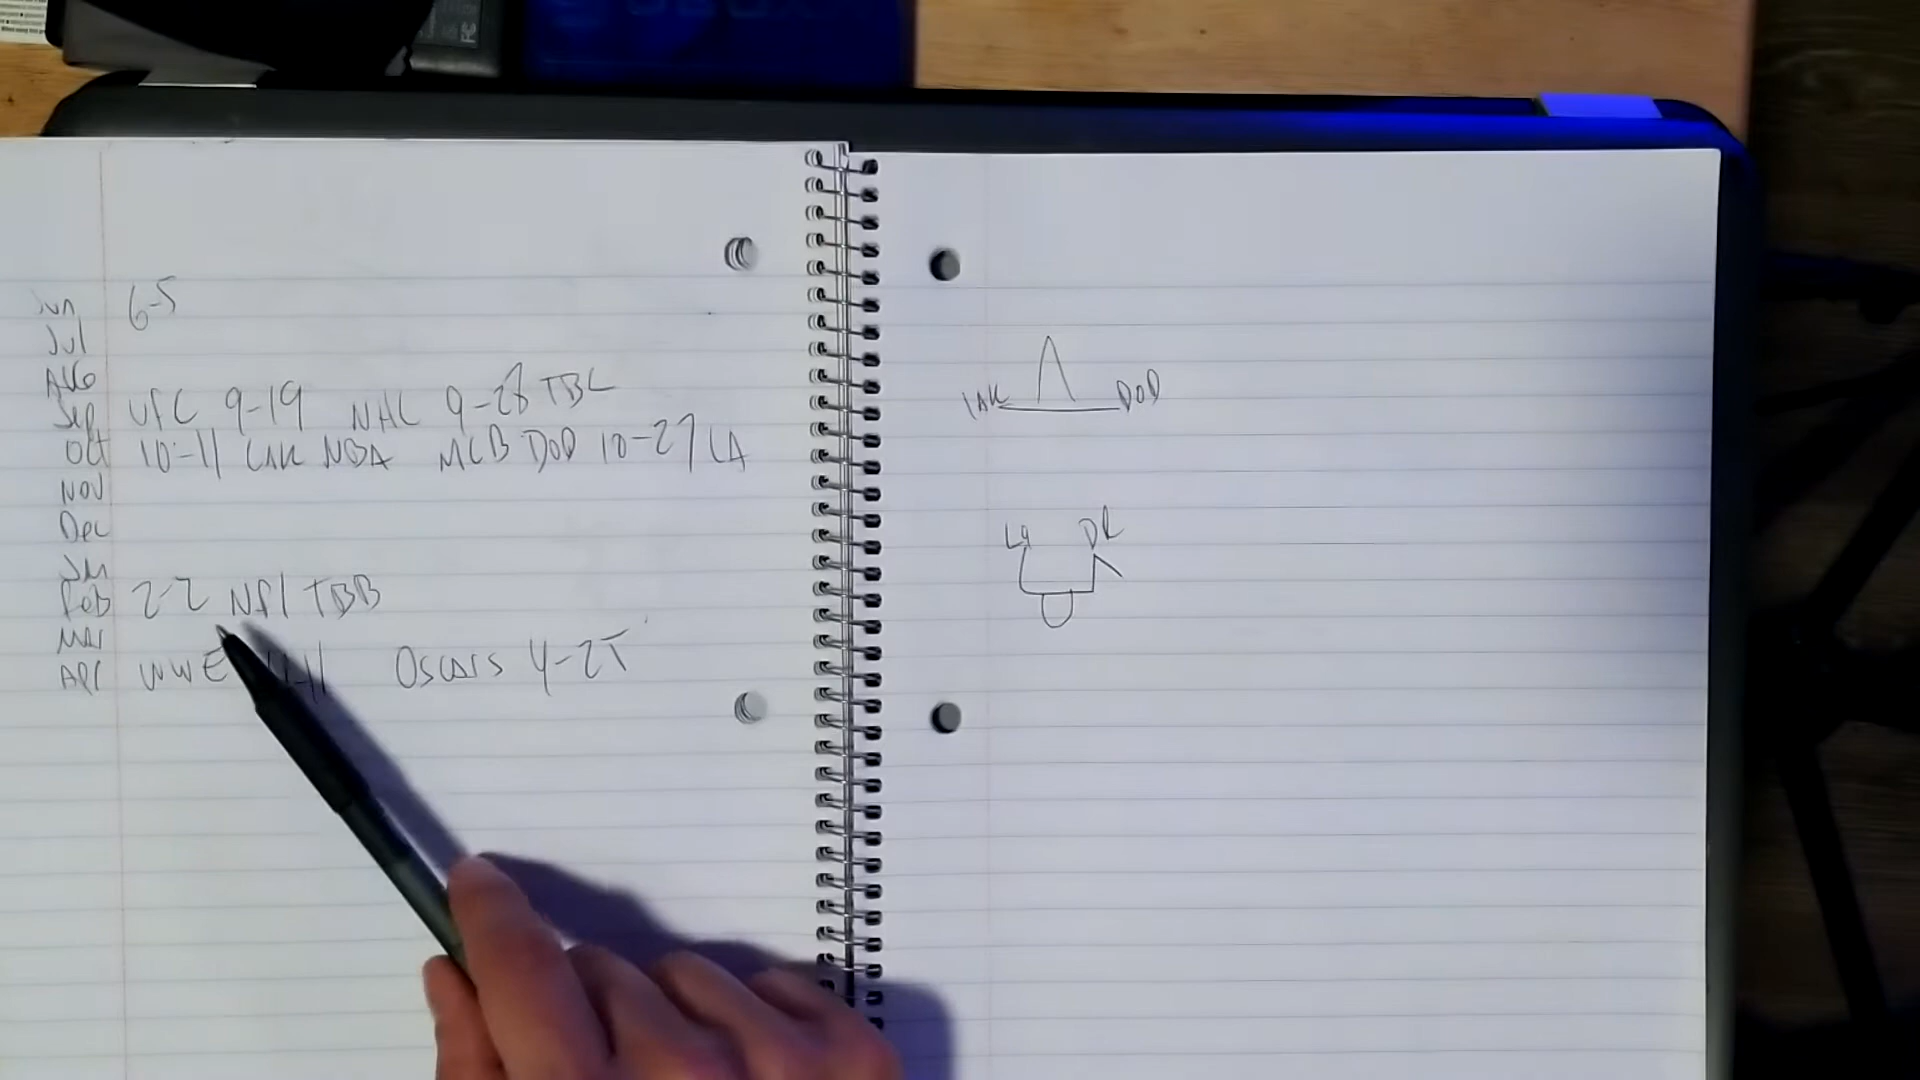 Jun 6-5
Jul
AUG
Sep UFC 9-19 NHL 9-28 TBL
Oct 10-11 LAK NBA MLB DOD 10-27 LA
NOV
Dec
Jan
Feb 2-2 NFL TBB
Mar
APR WWE Oscars 4-25
LAK DOD
LA DR